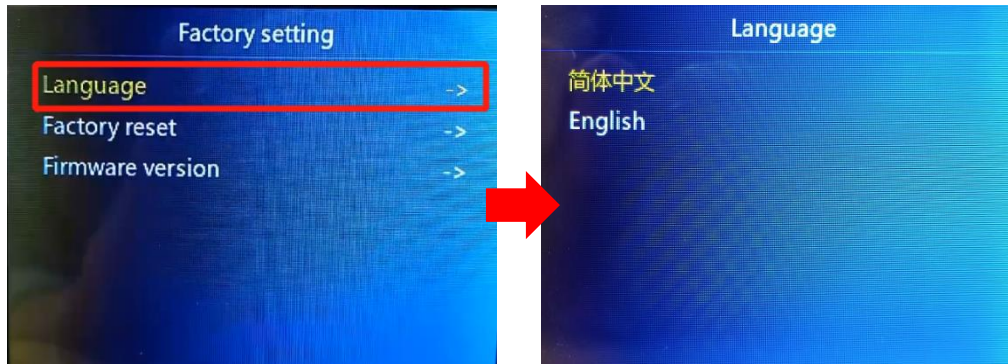 Factory setting
Language ->
Factory reset ->
Firmware version ->
Language
简体中文
English